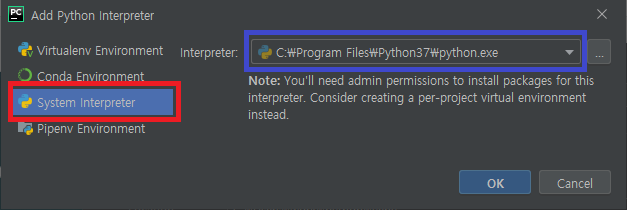 PC Add Python Interpreter
Virtualenv Environment
Conda Environment
System Interpreter
Pipenv Environment
Interpreter: C:₩Program Files₩Python37₩python.exe ...
Note: You'll need admin permissions to install packages for this
interpreter. Consider creating a per-project virtual environment
instead.
OK Cancel